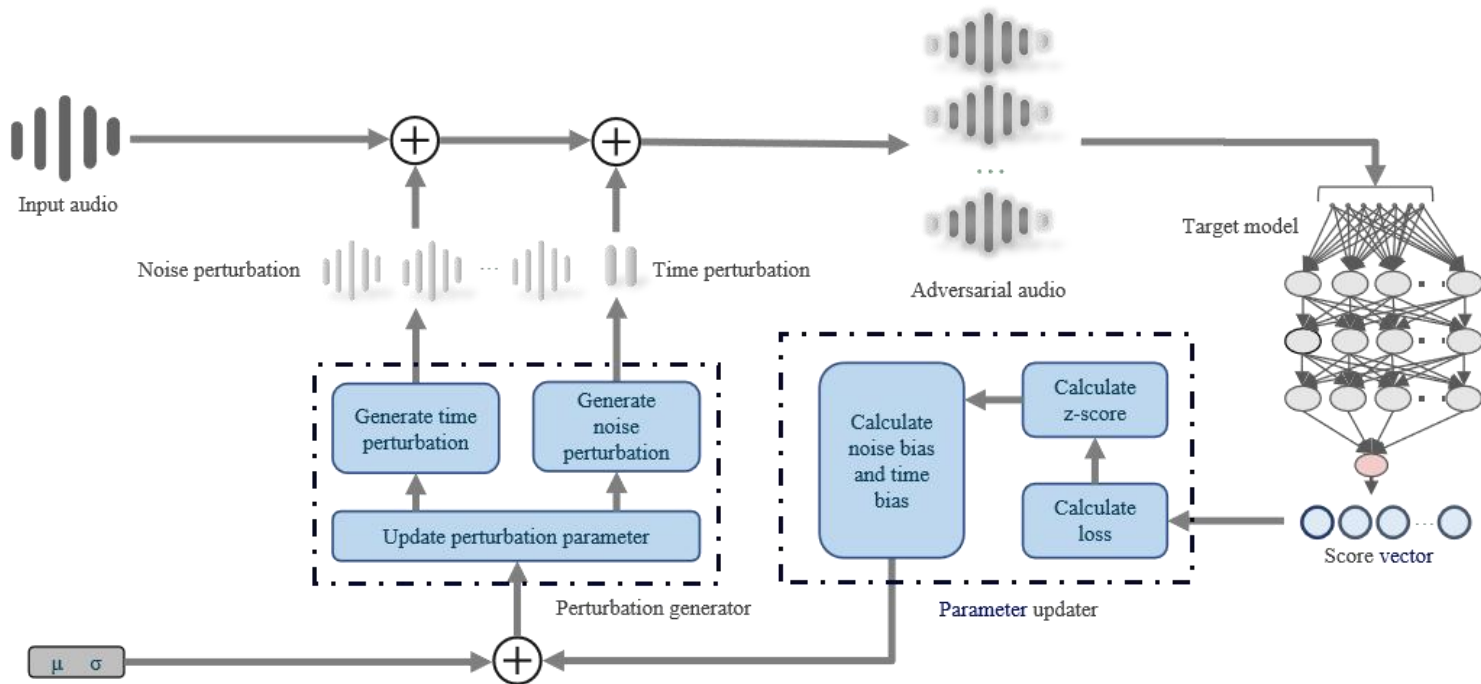 Input audio
Noise perturbation
...
Time perturbation
...
Adversarial audio
Target model
Generate time
perturbation
Generate
noise
perturbation
Update perturbation parameter
Perturbation generator
Calculate
noise bias
and time
bias
Calculate
z-score
Calculate
loss
Parameter updater
...
Score vector
μ σ